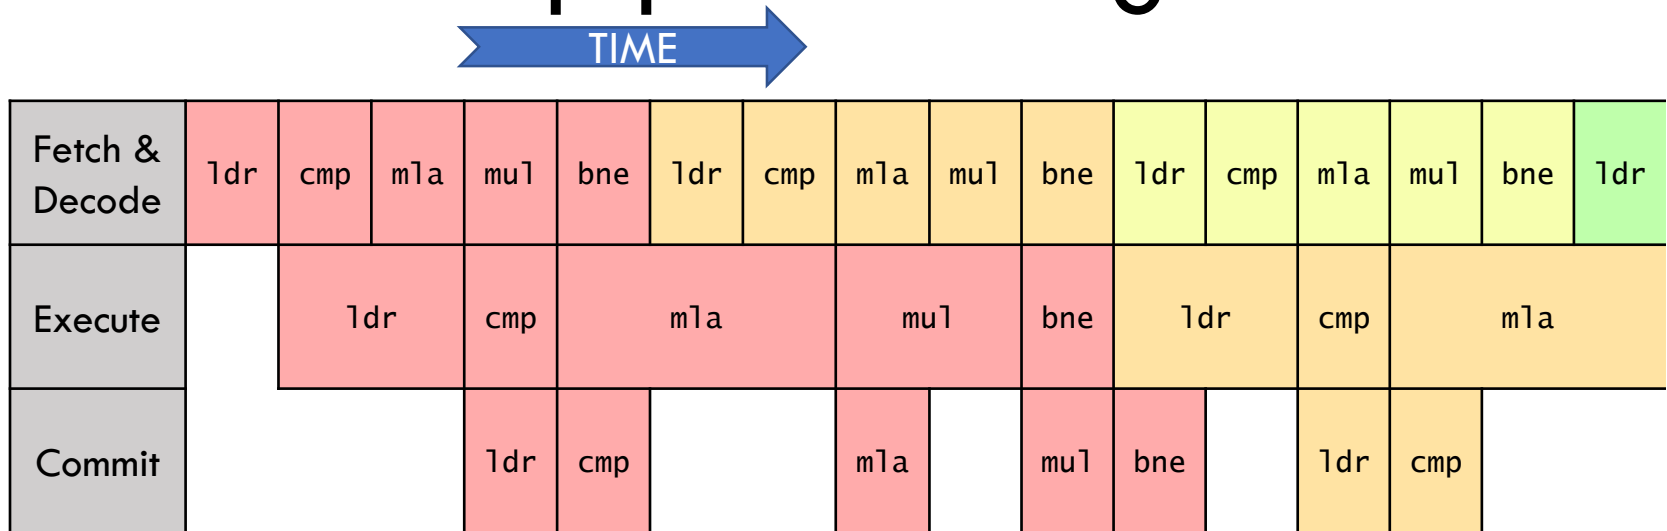 TIME
Fetch &
Decode
ldr cmp mla mul bne ldr cmp mla mul bne ldr cmp mla mul bne ldr
Execute
ldr cmp mla mul bne ldr cmp mla
Commit
ldr cmp mla mul bne ldr cmp